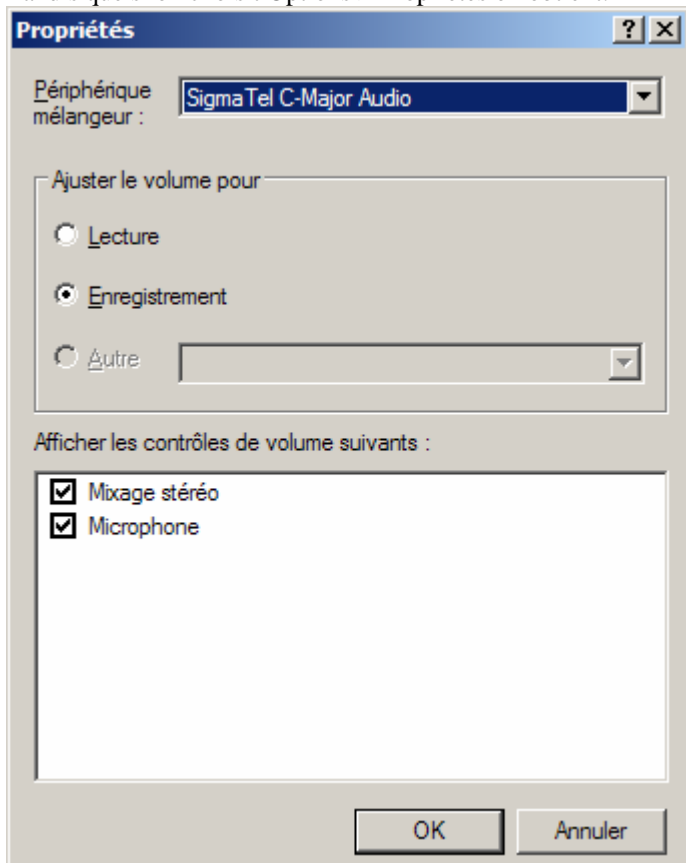 Propriétés
Périphérique
mélangeur :
SigmaTel C-Major Audio
Ajuster le volume pour
Lecture
Enregistrement
Autre
Afficher les contrôles de volume suivants :
Mixage stéréo
Microphone
OK
Annuler